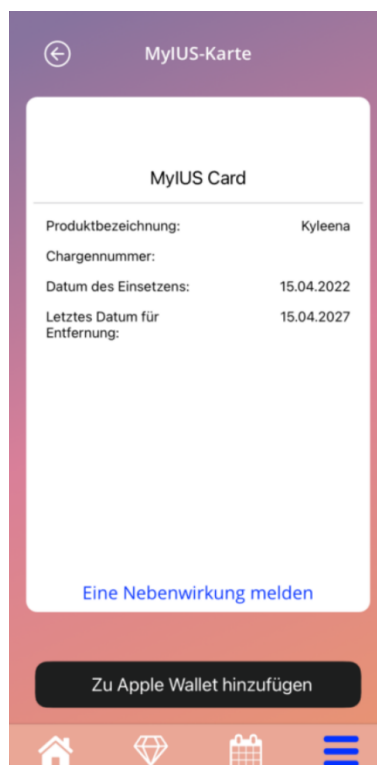 MyIUS-Karte
MyIUS Card
Produktbezeichnung: Kyleena
Chargennummer:
Datum des Einsetzens: 15.04.2022
Letztes Datum für 15.04.2027
Entfernung:
Eine Nebenwirkung melden
Zu Apple Wallet hinzufügen